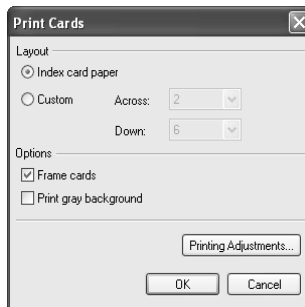 Print Cards
Layout
Index card paper
Custom Across: 2
Down: 6
Options
Frame cards
Print gray background
Printing Adjustments...
OK Cancel